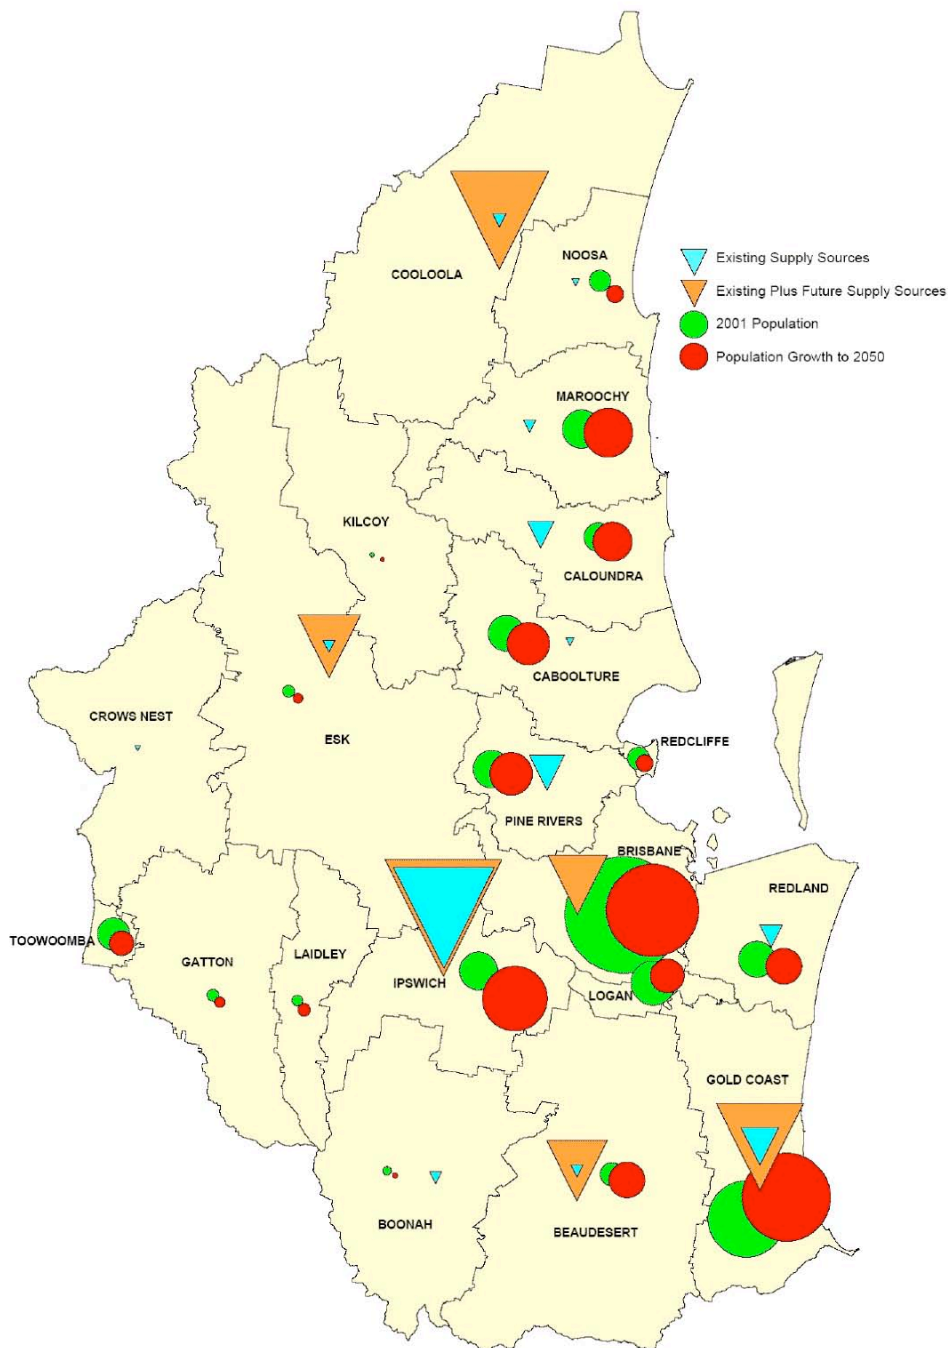 COOLOOLA
NOOSA
Existing Supply Sources
Existing Plus Future Supply Sources
2001 Population
Population Growth to 2050
MAROOCHY
KILCOY
CALOUNDRA
CABOOLTURE
CROWS NEST
ESK
REDCLIFFE
PINE RIVERS
BRISBANE
REDLAND
TOOWOOMBA
GATTON
LAIDLEY
IPSWICH
LOGAN
GOLD COAST
BOONAH
BEAUDESERT